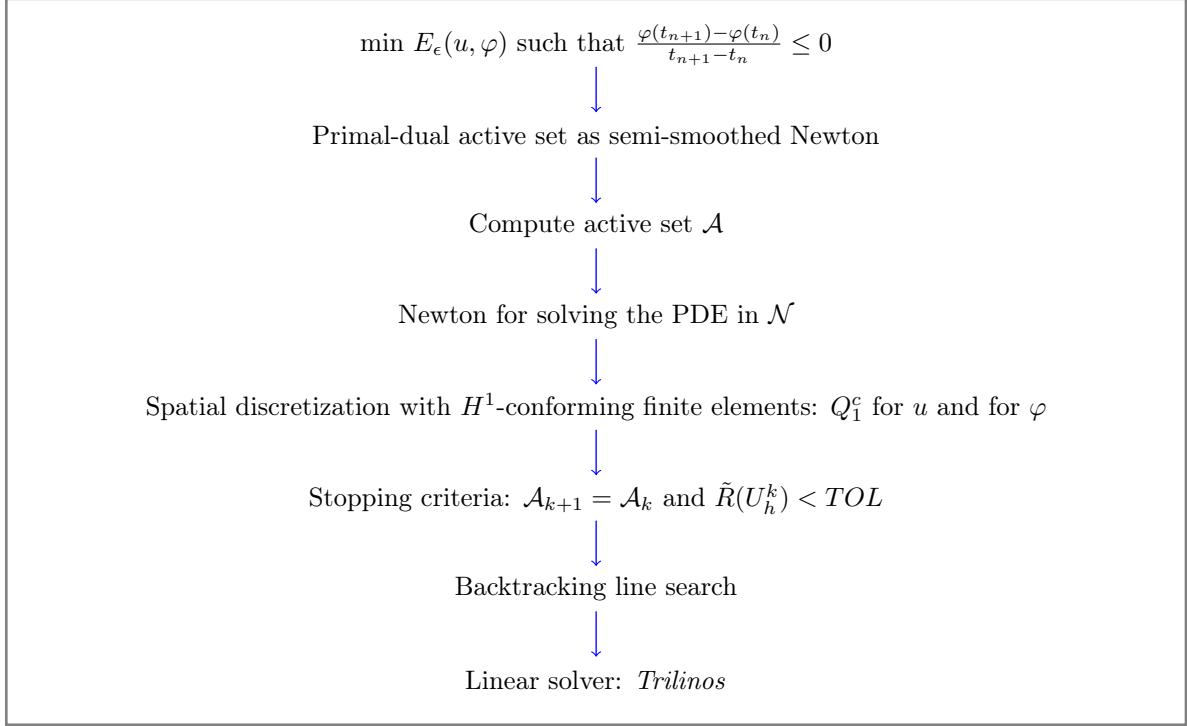 min E_ϵ(u, φ) such that \frac{φ(t_{n+1})−φ(t_n)}{t_{n+1}−t_n} ≤ 0
Primal-dual active set as semi-smoothed Newton
Compute active set 𝒜
Newton for solving the PDE in 𝒩
Spatial discretization with H^1-conforming finite elements: Q_1^c for u and for φ
Stopping criteria: 𝒜_{k+1} = 𝒜_k and R̃(U_h^k) < TOL
Backtracking line search
Linear solver: Trilinos